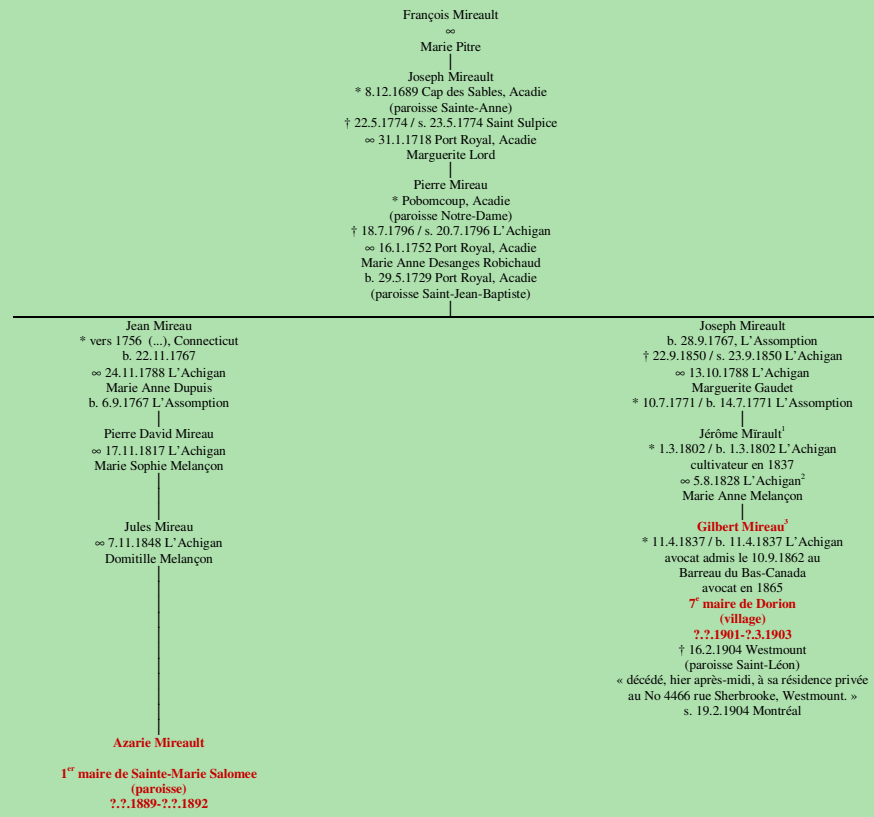 François Mireault
∞
Marie Pitre
Joseph Mireault
* 8.12.1689 Cap des Sables, Acadie
(paroisse Sainte-Anne)
† 22.5.1774 / s. 23.5.1774 Saint Sulpice
∞ 31.1.1718 Port Royal, Acadie
Marguerite Lord
Pierre Mireau
* Pobomcoup, Acadie
(paroisse Notre-Dame)
† 18.7.1796 / s. 20.7.1796 L'Achigan
∞ 16.1.1752 Port Royal, Acadie
Marie Anne Desanges Robichaud
b. 29.5.1729 Port Royal, Acadie
(paroisse Saint-Jean-Baptiste)
Jean Mireau
* vers 1756 (...), Connecticut
b. 22.11.1767
∞ 24.11.1788 L'Achigan
Marie Anne Dupuis
b. 6.9.1767 L'Assomption
Pierre David Mireau
∞ 17.11.1817 L'Achigan
Marie Sophie Melançon
Jules Mireau
∞ 7.11.1848 L'Achigan
Domitille Melançon
Azarie Mireault
1er maire de Sainte-Marie Salomee
(paroisse)
?.?.1889-?.?.1892
Joseph Mireault
b. 28.9.1767, L'Assomption
† 22.9.1850 / s. 23.9.1850 L'Achigan
∞ 13.10.1788 L'Achigan
Marguerite Gaudet
* 10.7.1771 / b. 14.7.1771 L'Assomption
Jérôme Mïrault1
* 1.3.1802 / b. 1.3.1802 L'Achigan
cultivateur en 1837
∞ 5.8.1828 L'Achigan2
Marie Anne Melançon
Gilbert Mireau3
* 11.4.1837 / b. 11.4.1837 L'Achigan
avocat admis le 10.9.1862 au
Barreau du Bas-Canada
avocat en 1865
7e maire de Dorion
(village)
?.?.1901-?.3.1903
† 16.2.1904 Westmount
(paroisse Saint-Léon)
« décédé, hier après-midi, à sa résidence privée
au No 4466 rue Sherbrooke, Westmount. »
s. 19.2.1904 Montréal